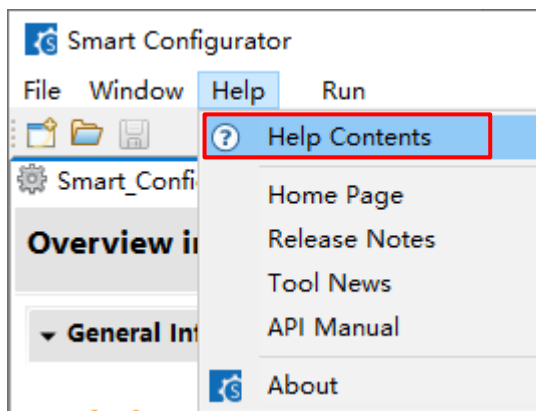 Smart Configurator
File Window Help Run
Help Contents
Smart_Confi
Home Page
Overview i
Release Notes
Tool News
General In
API Manual
About